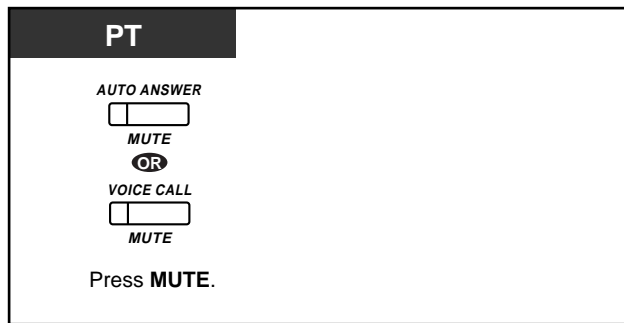 PT
AUTO ANSWER
MUTE
OR
VOICE CALL
MUTE
Press MUTE.